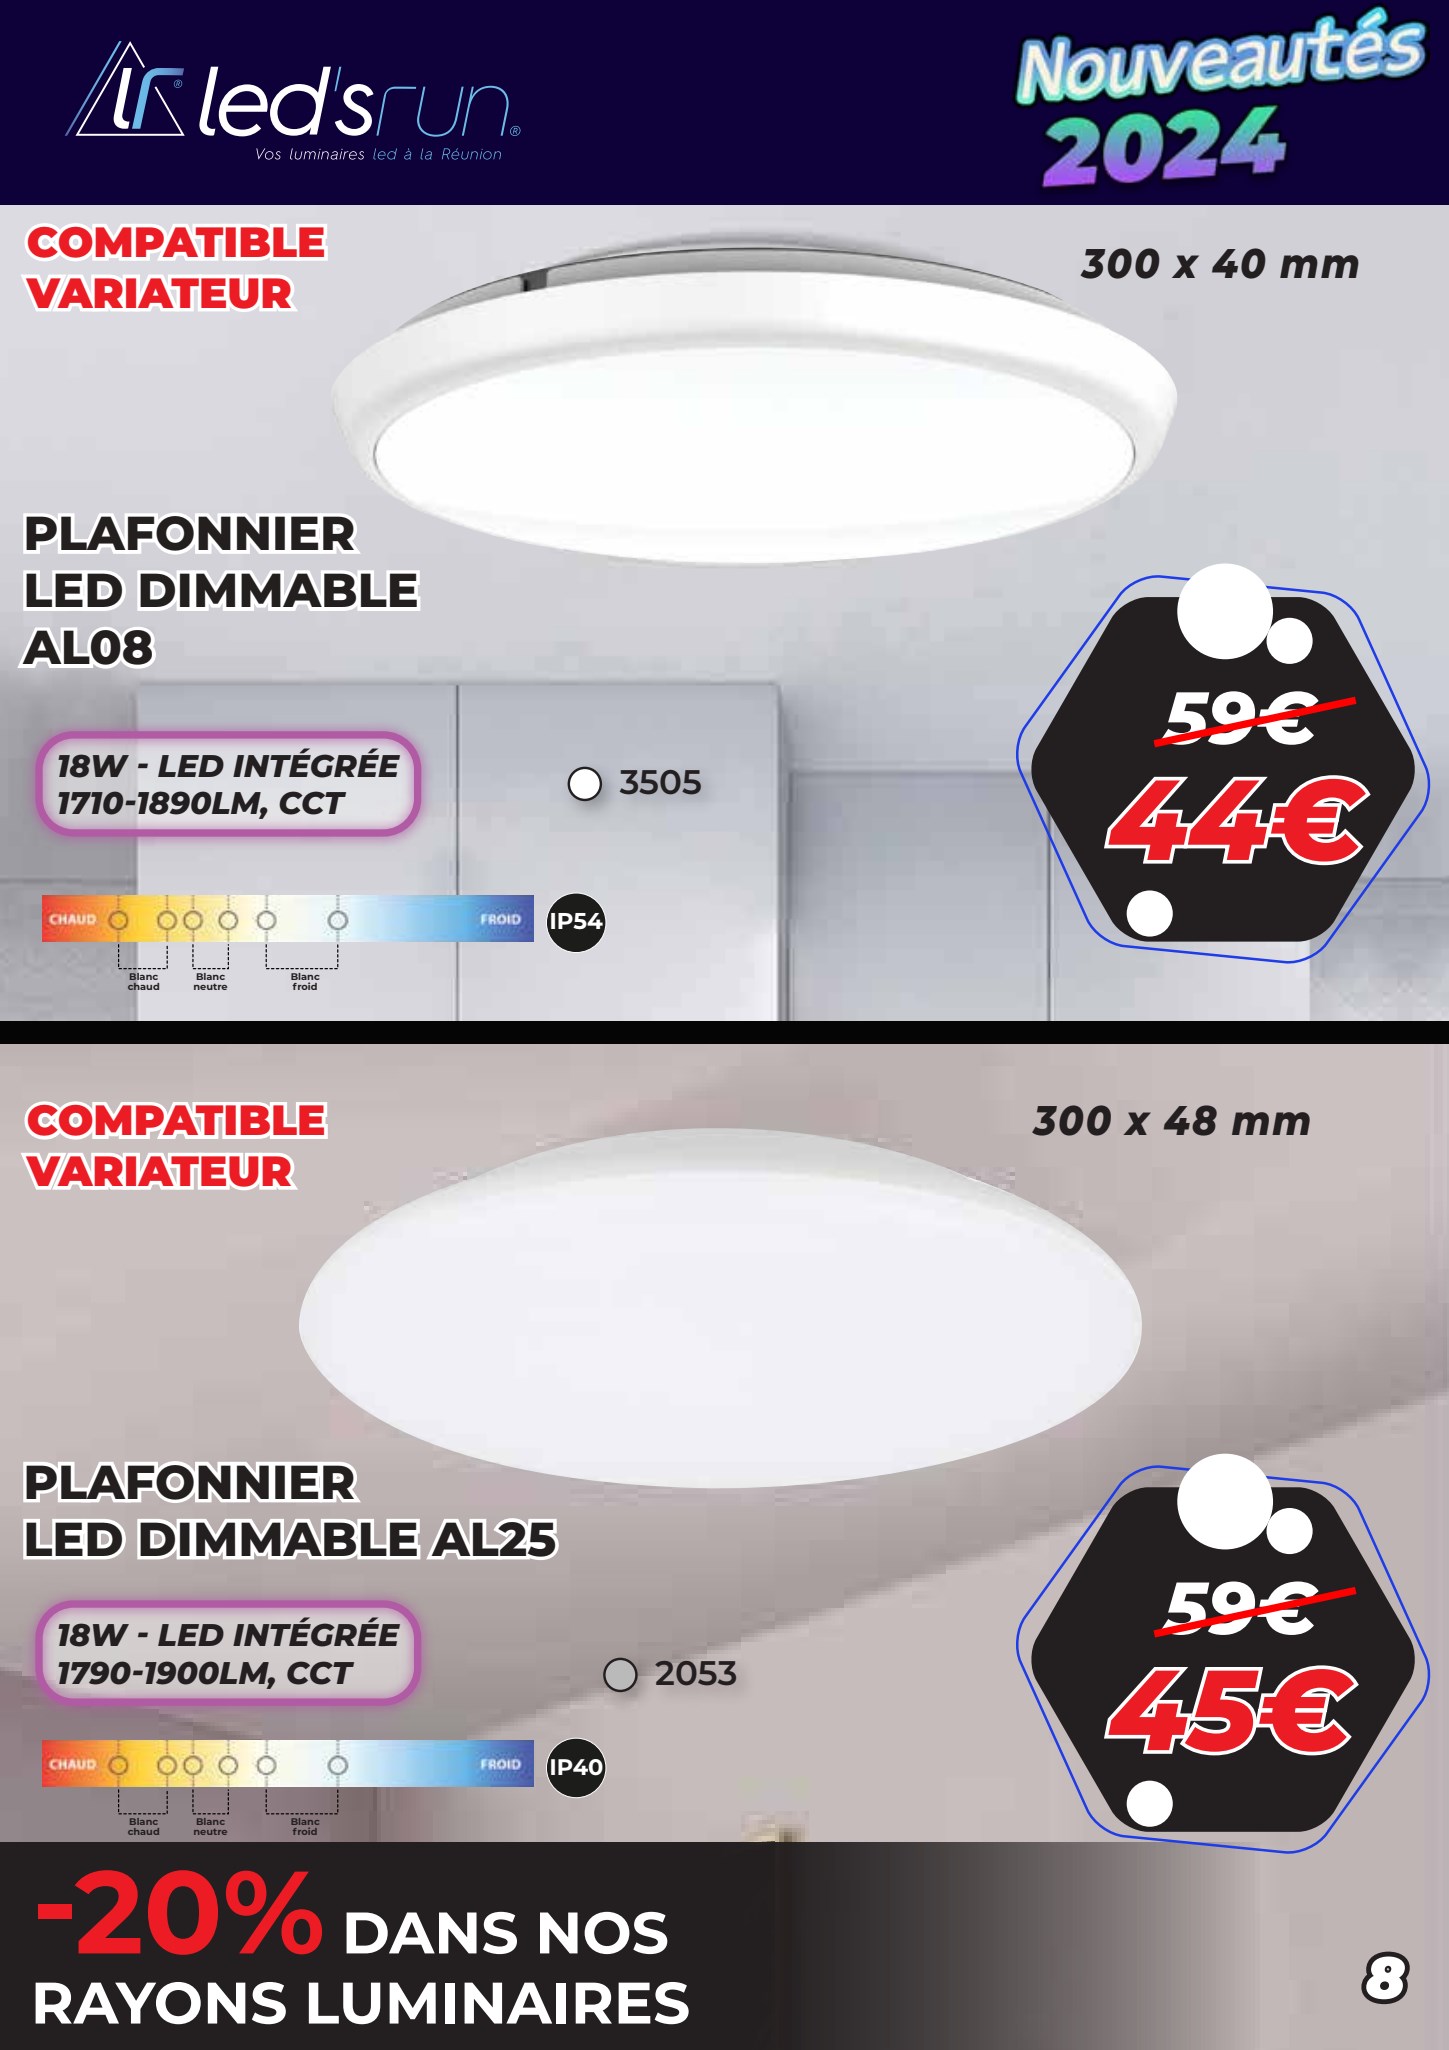 lr® led'srun®
Vos luminaires led à la Réunion
Nouveautés
2024
COMPATIBLE
VARIATEUR
300 x 40 mm
PLAFONNIER
LED DIMMABLE
AL08
18W - LED INTÉGRÉE
1710-1890LM, CCT
3505
59€
44€
CHAUD
FROID
IP54
Blanc
chaud
Blanc
neutre
Blanc
froid
COMPATIBLE
VARIATEUR
300 x 48 mm
PLAFONNIER
LED DIMMABLE AL25
18W - LED INTÉGRÉE
1790-1900LM, CCT
2053
59€
45€
CHAUD
FROID
IP40
Blanc
chaud
Blanc
neutre
Blanc
froid
-20% DANS NOS
RAYONS LUMINAIRES
8